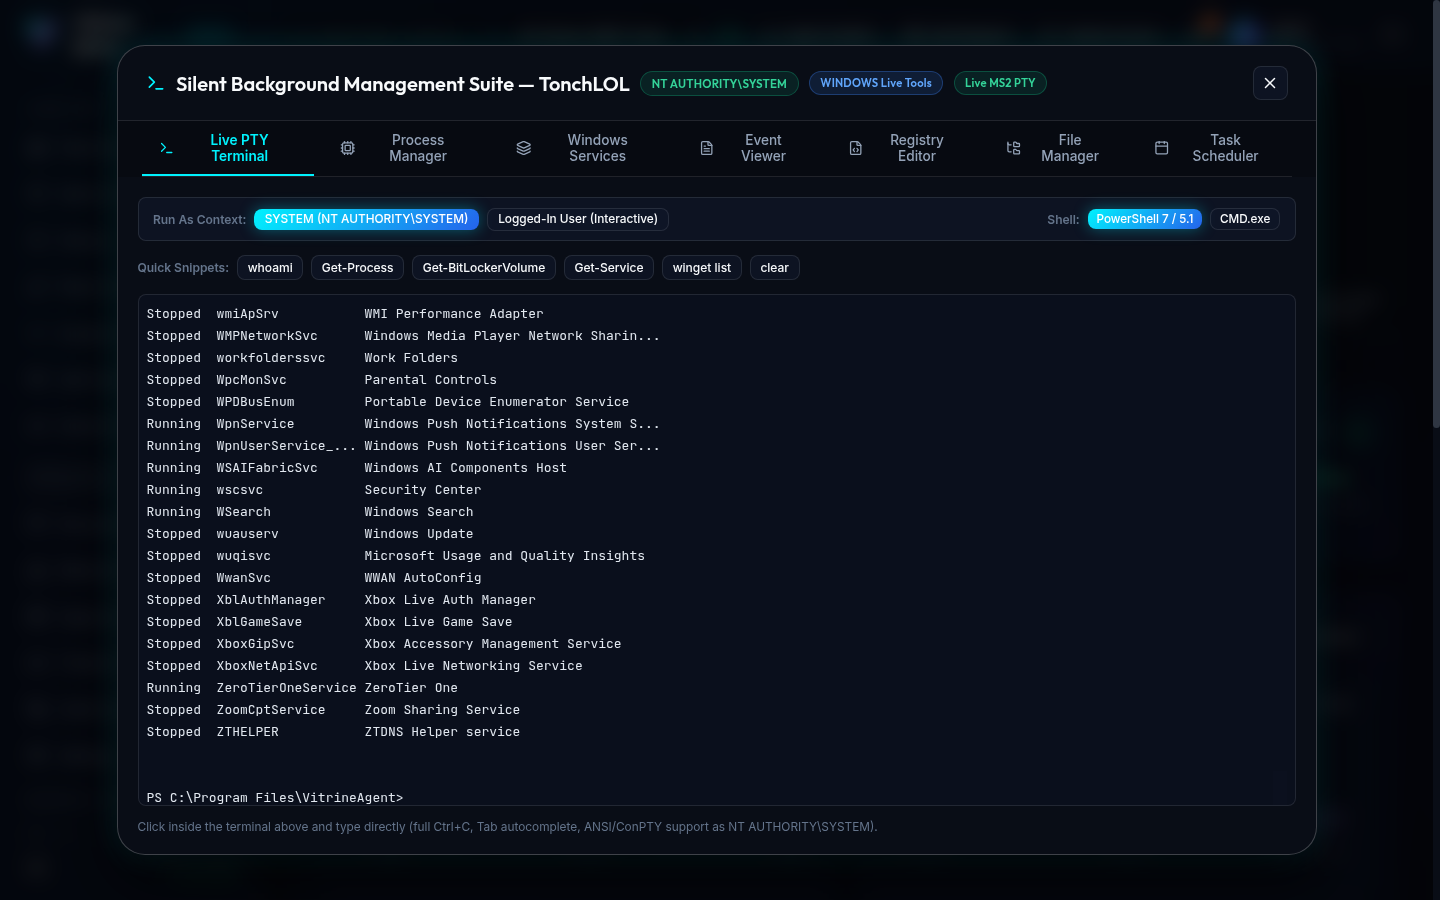 Silent Background Management Suite — TonchLOL NT AUTHORITY\SYSTEM WINDOWS Live Tools Live MS2 PTY
Live PTY Terminal
Process Manager
Windows Services
Event Viewer
Registry Editor
File Manager
Task Scheduler
Run As Context: SYSTEM (NT AUTHORITY\SYSTEM) Logged-In User (Interactive) Shell: PowerShell 7 / 5.1 CMD.exe
Quick Snippets: whoami Get-Process Get-BitLockerVolume Get-Service winget list clear
Stopped wmiApSrv WMI Performance Adapter
Stopped WMPNetworkSvc Windows Media Player Network Sharin...
Stopped workfolderssvc Work Folders
Stopped WpcMonSvc Parental Controls
Stopped WPDBusEnum Portable Device Enumerator Service
Running WpnService Windows Push Notifications System S...
Running WpnUserService_... Windows Push Notifications User Ser...
Running WSAIFabricSvc Windows AI Components Host
Running wscsvc Security Center
Running WSearch Windows Search
Stopped wuauserv Windows Update
Stopped wuqisvc Microsoft Usage and Quality Insights
Stopped WwanSvc WWAN AutoConfig
Stopped XblAuthManager Xbox Live Auth Manager
Stopped XblGameSave Xbox Live Game Save
Stopped XboxGipSvc Xbox Accessory Management Service
Stopped XboxNetApiSvc Xbox Live Networking Service
Running ZeroTierOneService ZeroTier One
Stopped ZoomCptService Zoom Sharing Service
Stopped ZTHELPER ZTDNS Helper service
PS C:\Program Files\VitrineAgent>
Click inside the terminal above and type directly (full Ctrl+C, Tab autocomplete, ANSI/ConPTY support as NT AUTHORITY\SYSTEM).